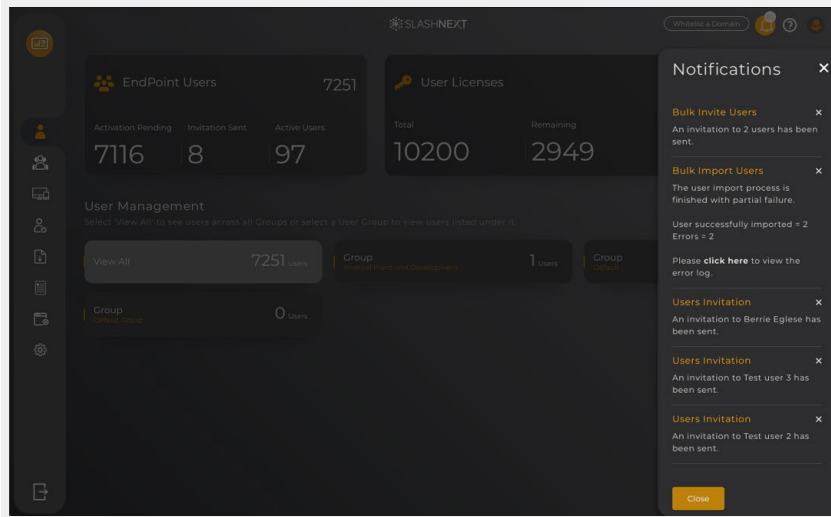 SLASHNEXT
Whitelist a Domain
EndPoint Users 7251
Activation Pending Invitation Sent Active Users
7116 8 97
User Licenses
Total Remaining
10200 2949
User Management
Select 'View All' to see users across all Groups or select a User Group to view users listed under it.
View All 7251 Users
Group 1 Users
Group
Default
Group 0 Users
Default Group
Notifications
Bulk Invite Users
An invitation to 2 users has been
sent.
Bulk Import Users
The user import process is
finished with partial failure.
User successfully imported = 2
Errors = 2
Please click here to view the
error log.
Users Invitation
An invitation to Berrie Eglese has
been sent.
Users Invitation
An invitation to Test user 3 has
been sent.
Users Invitation
An invitation to Test user 2 has
been sent.
Close